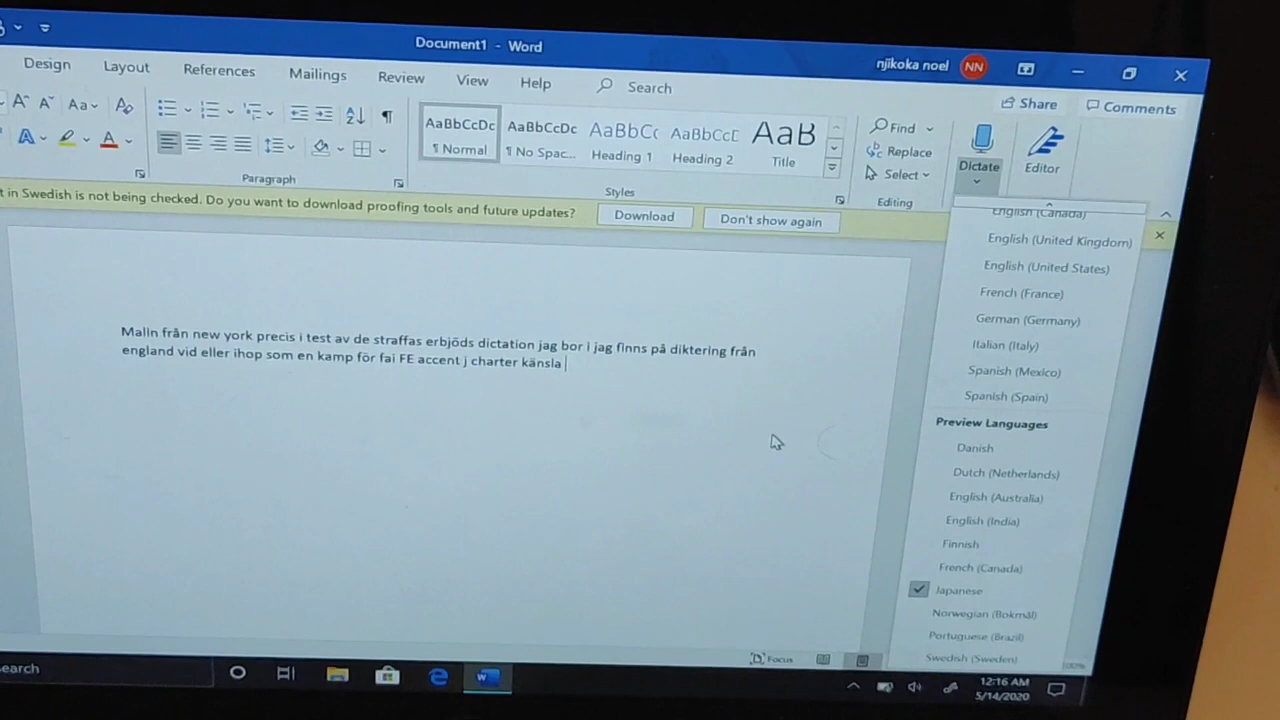 Document1 - Word
njikoka noel
NN
Design Layout References Mailings Review View Help Search
Share
Comments
Aa
A
A
AaBbCcDc
¶ Normal
AaBbCcDc
¶ No Spac...
AaBbCc
Heading 1
AaBbCcD
Heading 2
AaB
Title
Find
Replace
Select
Dictate
Editor
Paragraph
Styles
Editing
t in Swedish is not being checked. Do you want to download proofing tools and future updates?
Download
Don't show again
Malin från new york precis i test av de straffas erbjöds dictation jag bor i jag finns på diktering från
england vid eller ihop som en kamp för fai FE accent j charter känsla
English (Canada)
English (United Kingdom)
English (United States)
French (France)
German (Germany)
Italian (Italy)
Spanish (Mexico)
Spanish (Spain)
Preview Languages
Danish
Dutch (Netherlands)
English (Australia)
English (India)
Finnish
French (Canada)
Japanese
Norwegian (Bokmål)
Portuguese (Brazil)
Swedish (Sweden)
Focus
100%
earch
12:16 AM
5/14/2020